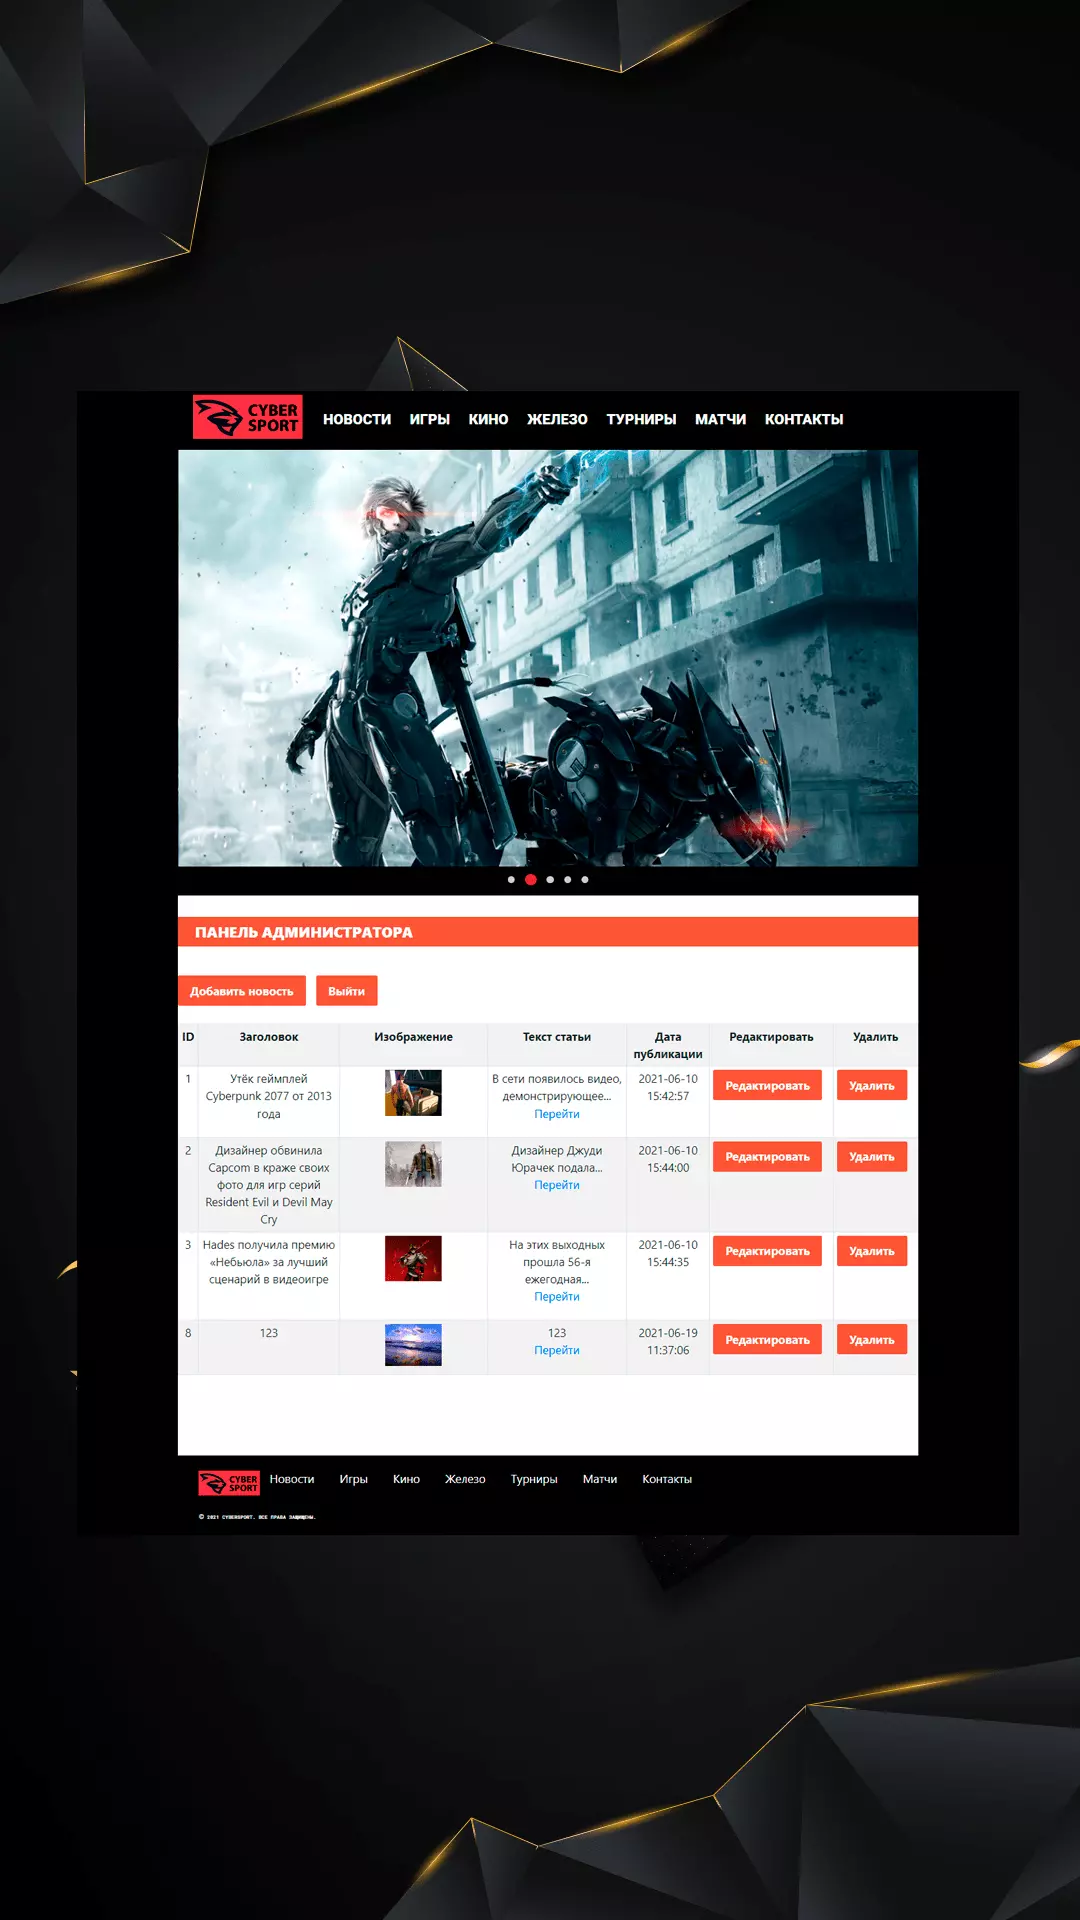 CYBER
SPORT
НОВОСТИ ИГРЫ КИНО ЖЕЛЕЗО ТУРНИРЫ МАТЧИ КОНТАКТЫ
ПАНЕЛЬ АДМИНИСТРАТОРА
Добавить новость Выйти
ID Заголовок Изображение Текст статьи Дата публикации Редактировать Удалить
1 Утёк геймплей
Cyberpunk 2077 от 2013
года
В сети появилось видео,
демонстрирующее...
Перейти
2021-06-10
15:42:57
Редактировать Удалить
2 Дизайнер обвинила
Capcom в краже своих
фото для игр серий
Resident Evil и Devil May
Cry
Дизайнер Джуди
Юрачек подала...
Перейти
2021-06-10
15:44:00
Редактировать Удалить
3 Hades получила премию
«Небьюла» за лучший
сценарий в видеоигре
На этих выходных
прошла 56-я
ежегодная...
Перейти
2021-06-10
15:44:35
Редактировать Удалить
8 123
123
Перейти
2021-06-19
11:37:06
Редактировать Удалить
CYBER
SPORT
Новости Игры Кино Железо Турниры Матчи Контакты
© 2021 CYBERSPORT. ВСЕ ПРАВА ЗАЩИЩЕНЫ.